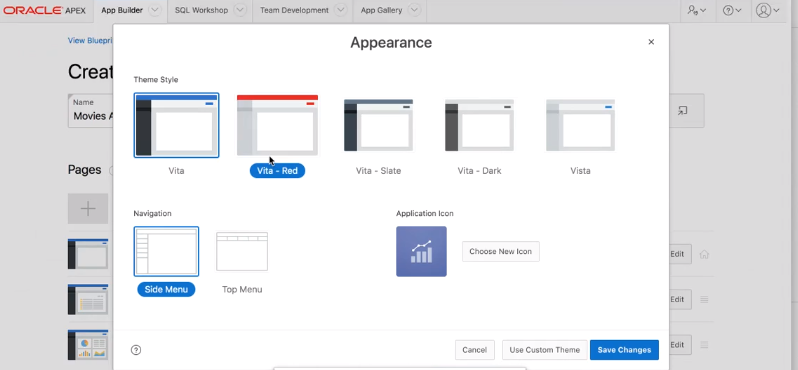 ORACLE APEX App Builder SQL Workshop Team Development App Gallery
View Bluepri
Appearance
Creat
Theme Style
Name
Movies A
Vita Vita - Red Vita - Slate Vita - Dark Vista
Pages
Navigation Application Icon
Choose New Icon
Edit
Side Menu Top Menu
Edit
Cancel Use Custom Theme Save Changes
Edit